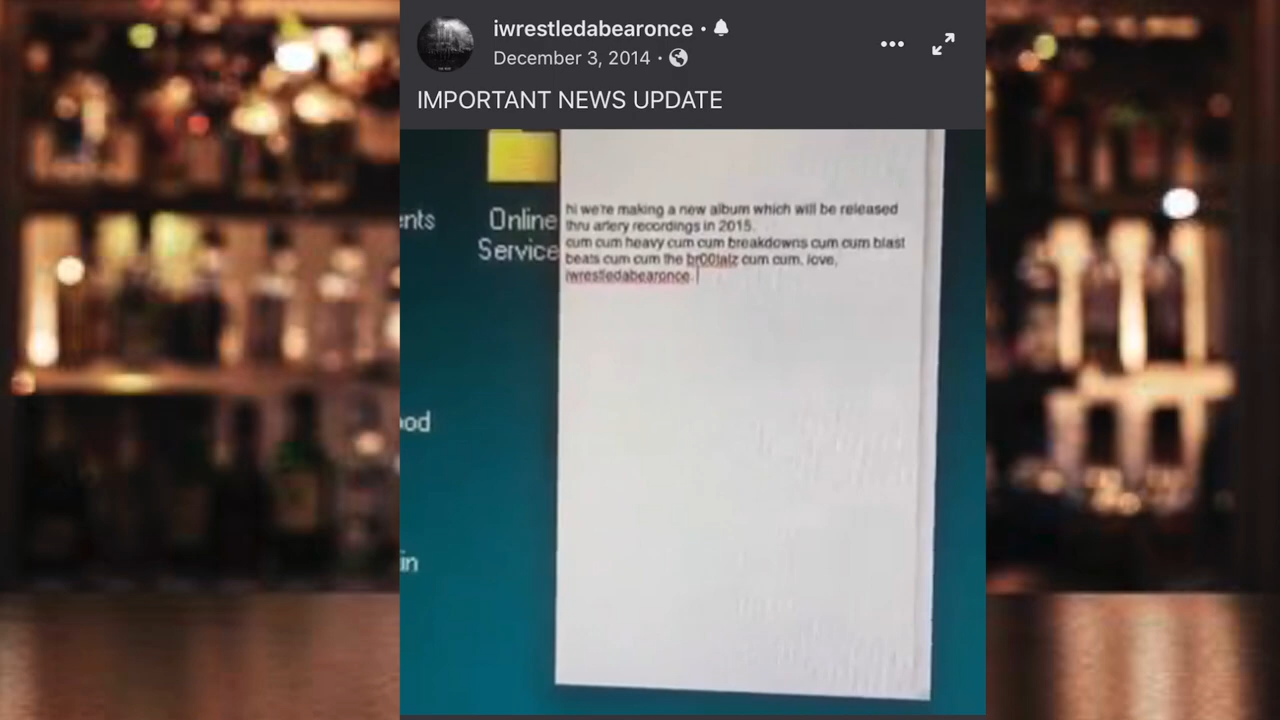 iwrestledabearonce ·
December 3, 2014 ·
IMPORTANT NEWS UPDATE
ents
Online
Service
hi we're making a new album which will be released
thru artery recordings in 2015.
cum cum heavy cum cum breakdowns cum cum blast
beats cum cum the br00talz cum cum. love,
iwrestledabearonce.
ood
in